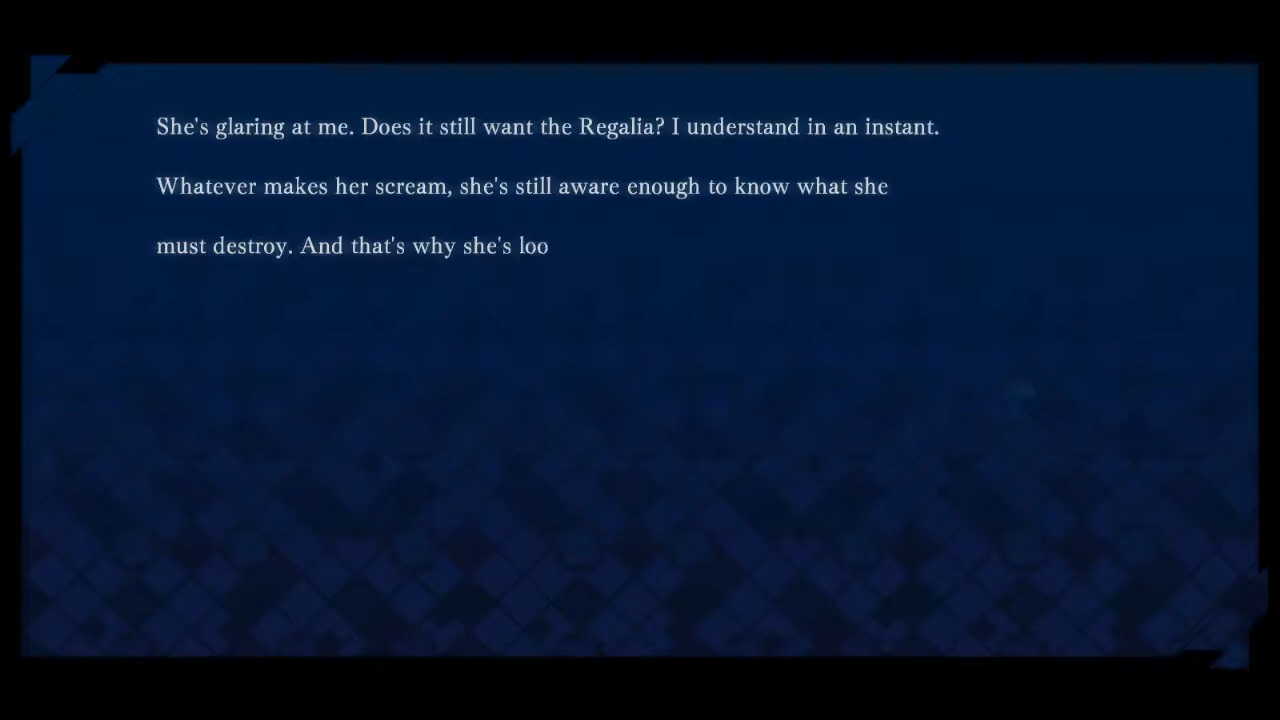 She's glaring at me. Does it still want the Regalia? I understand in an instant.
Whatever makes her scream, she's still aware enough to know what she
must destroy. And that's why she's loo